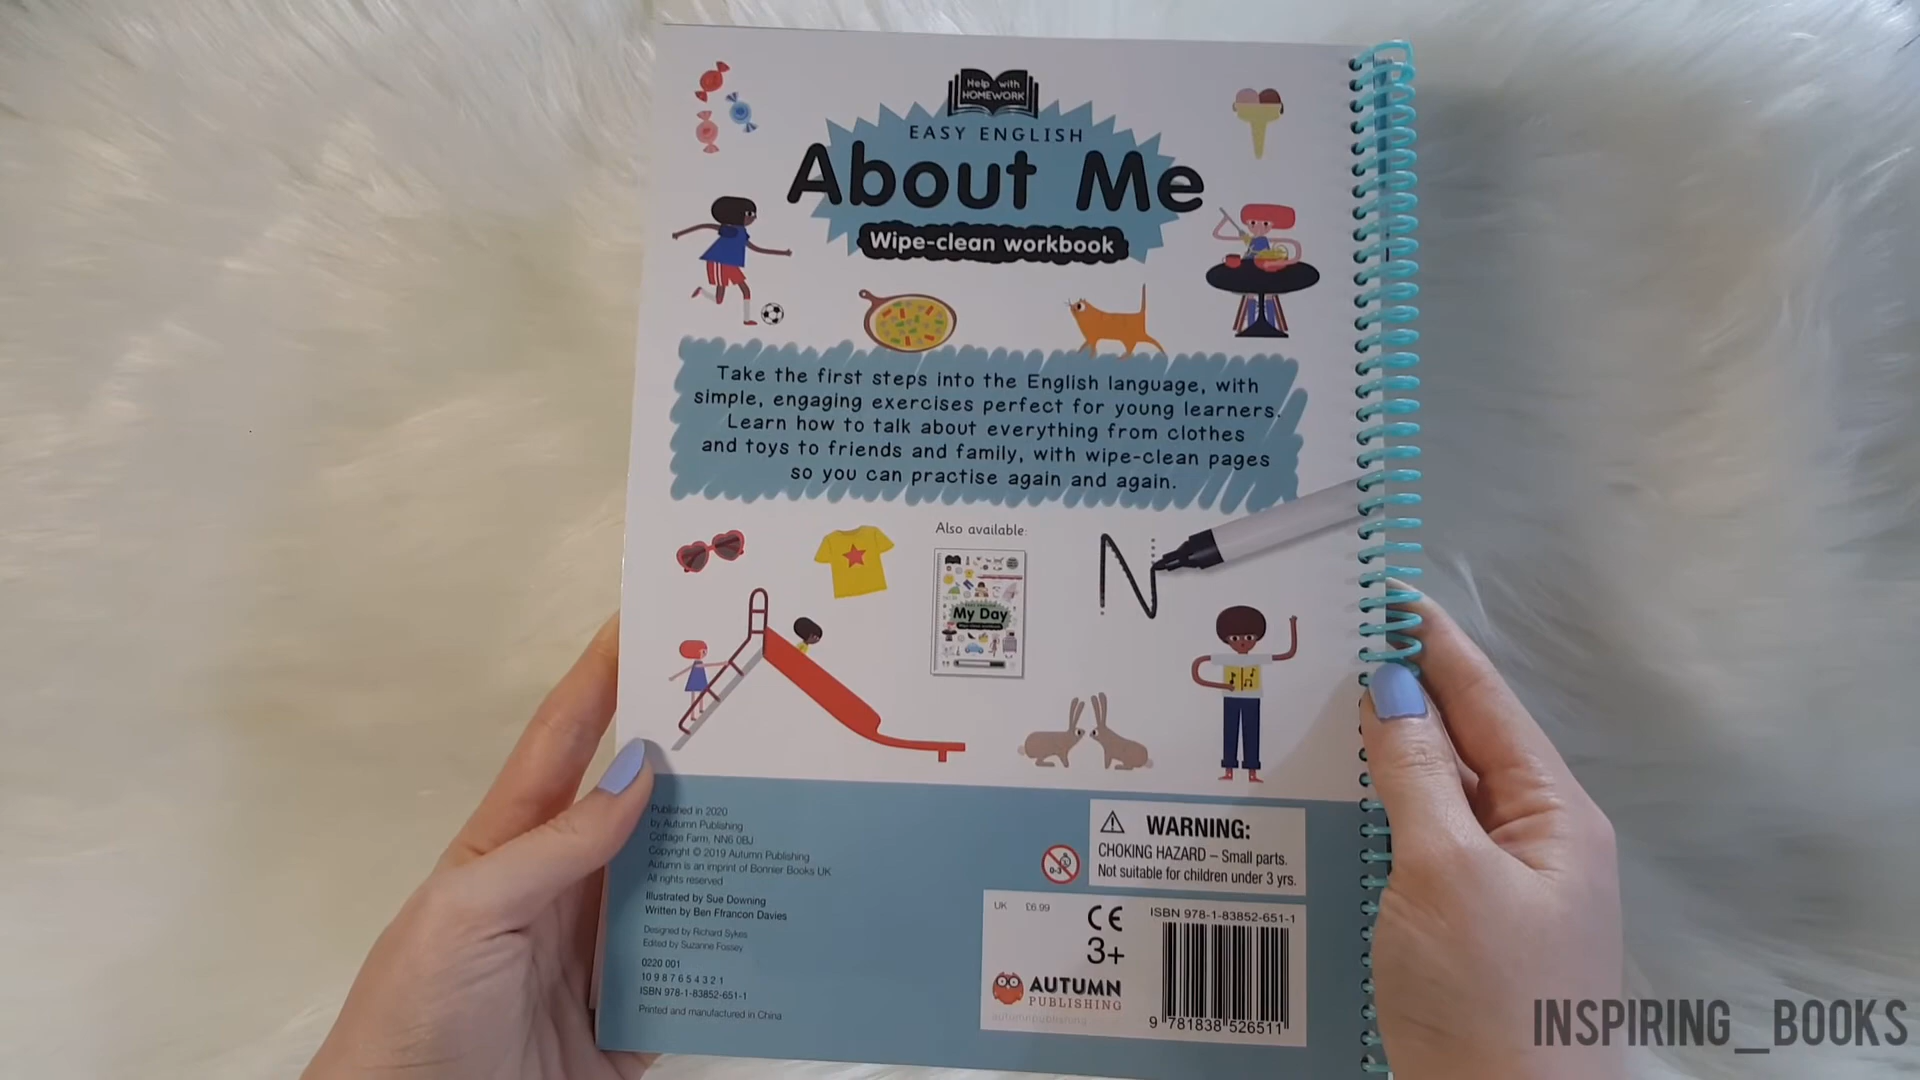 Help with
HOMEWORK
EASY ENGLISH
About Me
Wipe-clean workbook
Take the first steps into the English language, with
simple, engaging exercises perfect for young learners.
Learn how to talk about everything from clothes
and toys to friends and family, with wipe-clean pages
so you can practise again and again.
Also available:
My Day
N
Published in 2020
by Autumn Publishing
Cottage Farm, NN6 0BJ
Copyright © 2019 Autumn Publishing
Autumn is an imprint of Bonnier Books UK
All rights reserved
Illustrated by Sue Downing
Written by Ben Ffrancon Davies
Designed by Richard Sykes
Edited by Suzanne Fossey
0220 001
10 9 8 7 6 5 4 3 2 1
ISBN 978-1-83852-651-1
Printed and manufactured in China
WARNING:
CHOKING HAZARD – Small parts.
Not suitable for children under 3 yrs.
0-3
UK £6.99
CE
3+
AUTUMN
PUBLISHING
autumnpublishing
ISBN 978-1-83852-651-1
9 781838 526511
INSPIRING_BOOKS